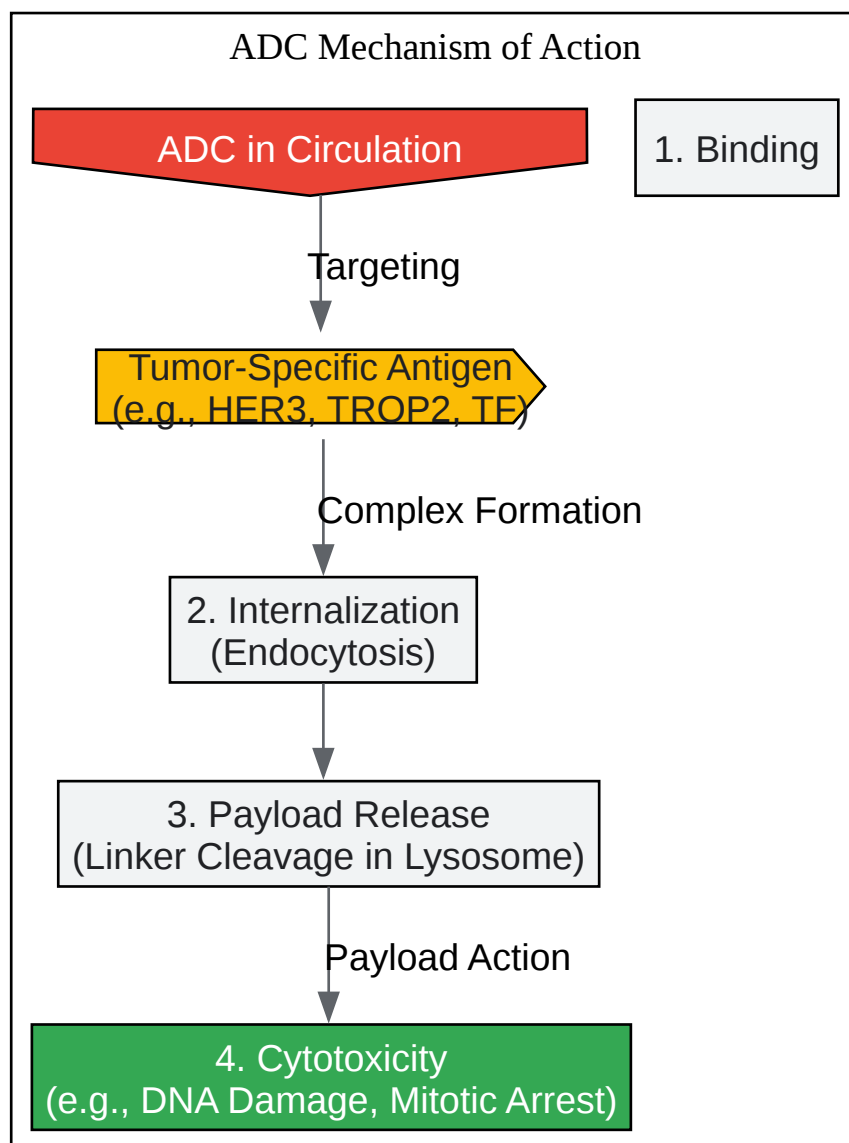 ADC Mechanism of Action
ADC in Circulation
1. Binding
Targeting
Tumor-Specific Antigen
(e.g., HER3, TROP2, TF)
Complex Formation
2. Internalization
(Endocytosis)
3. Payload Release
(Linker Cleavage in Lysosome)
Payload Action
4. Cytotoxicity
(e.g., DNA Damage, Mitotic Arrest)